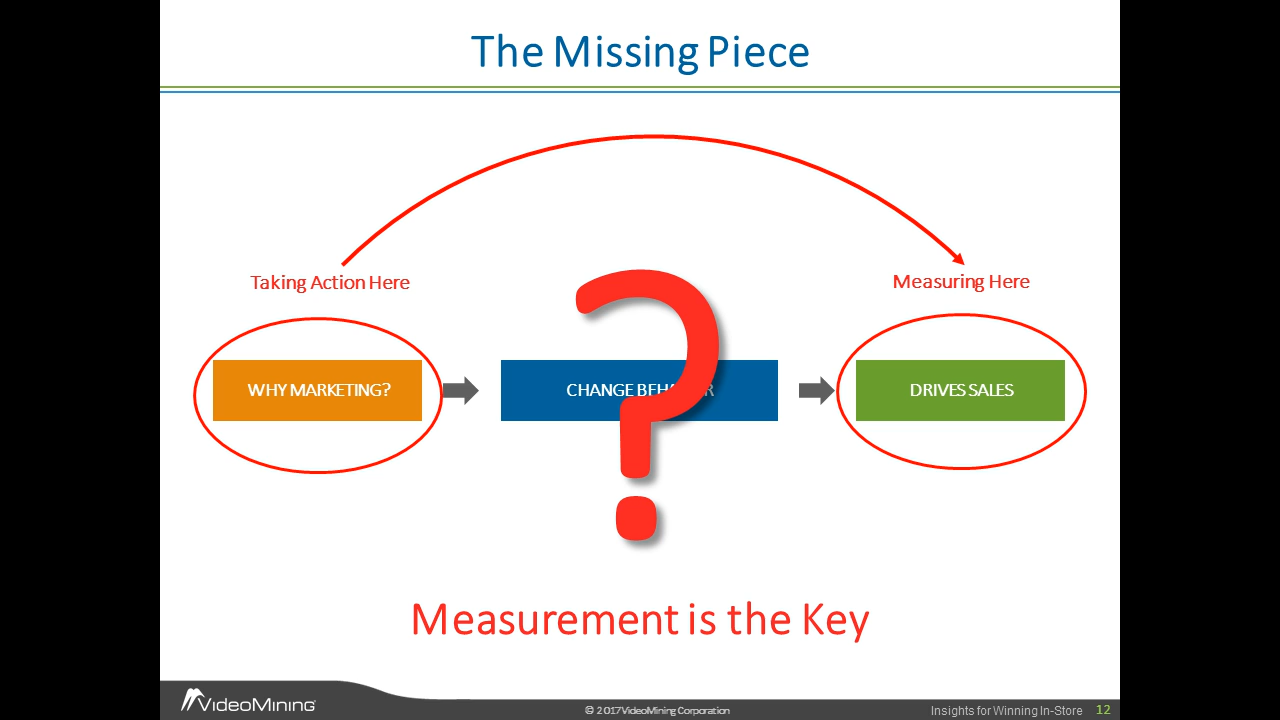 The Missing Piece
Taking Action Here
Measuring Here
WHY MARKETING?
CHANGE
DRIVES SALES
?
Measurement is the Key
VideoMining
© 2017 VideoMining Corporation
Insights for Winning In-Store 12